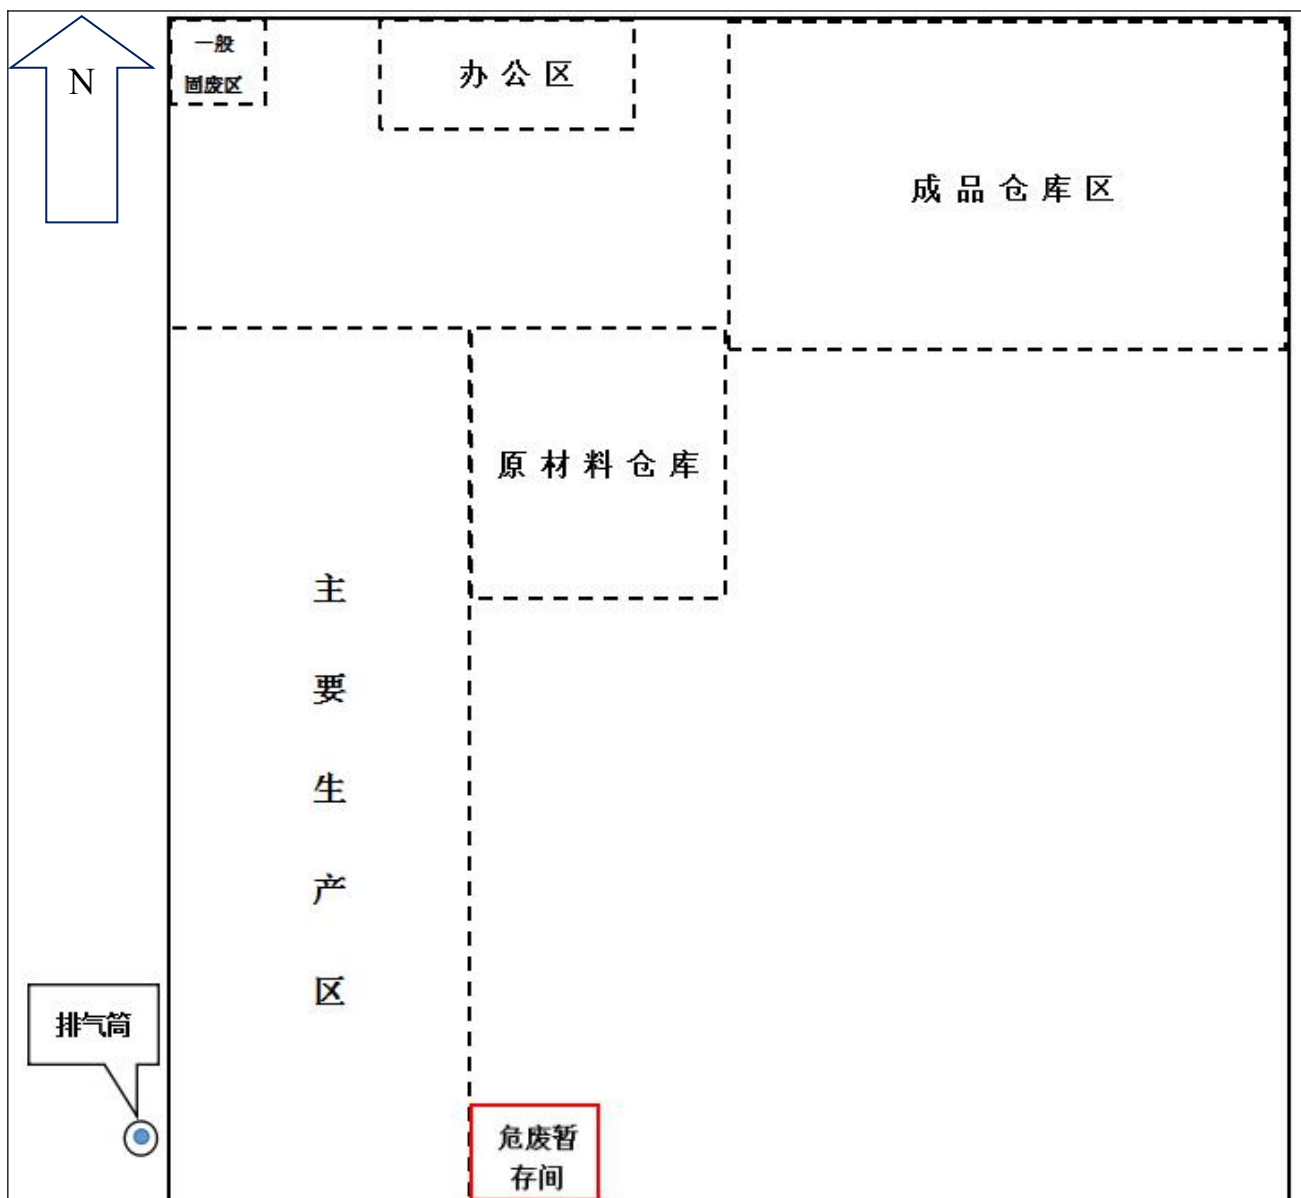 N
一般
固废区
办公区
成品仓库区
原材料仓库
主
要
生
产
区
排气筒
危废暂
存间